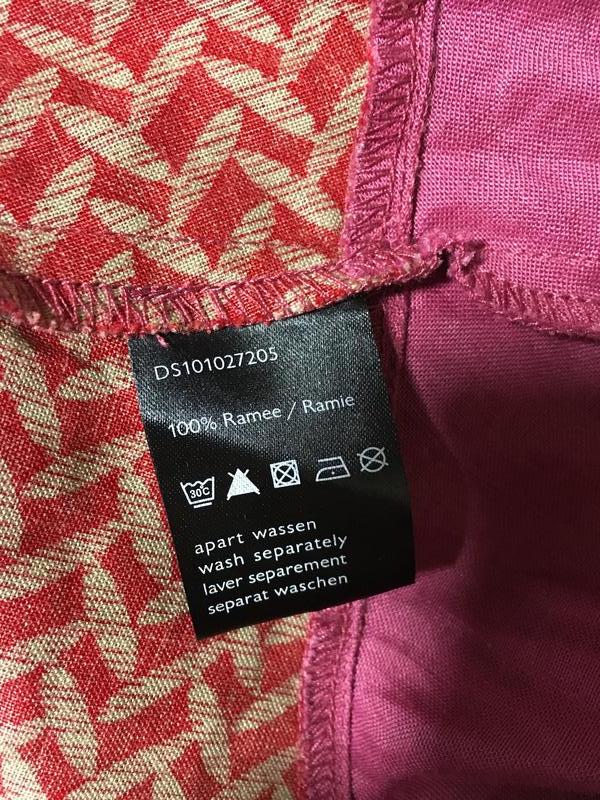 DS101027205
100% Ramee / Ramie
30C
apart wassen
wash separately
laver separement
separat waschen